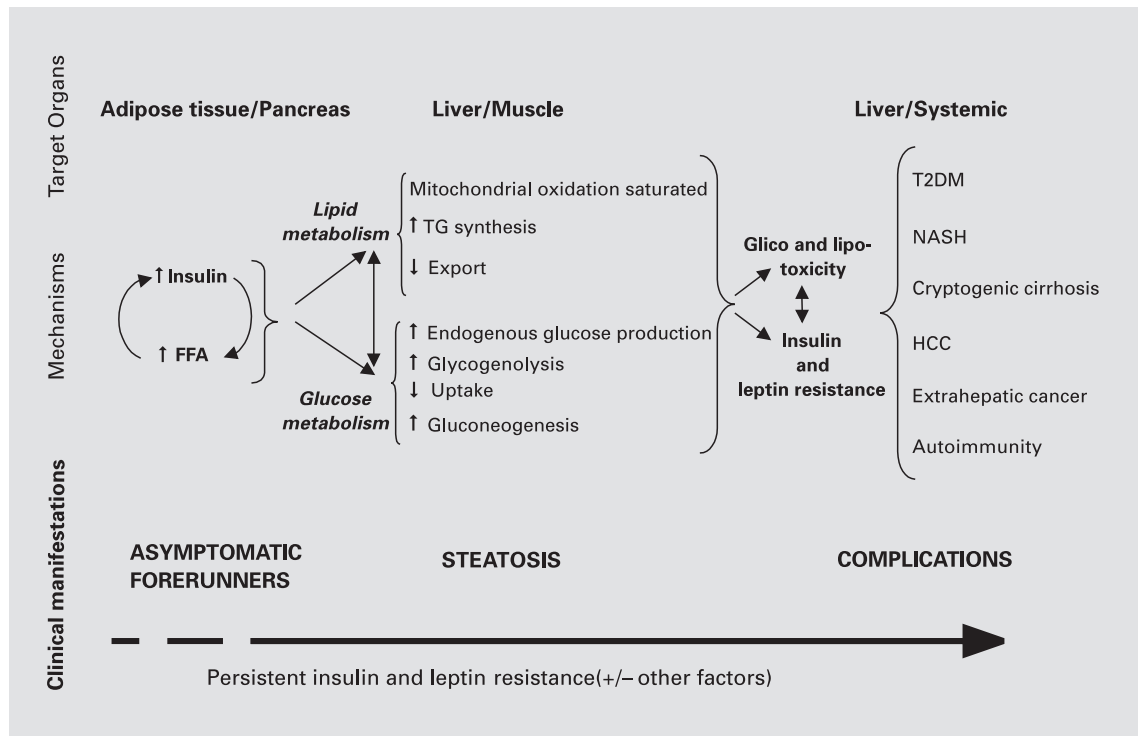 Target Organs
Adipose tissue/Pancreas
Liver/Muscle
Liver/Systemic
Mechanisms
↑ Insulin
↑ FFA
Lipid
metabolism
Mitochondrial oxidation saturated
↑ TG synthesis
↓ Export
Glucose
metabolism
↑ Endogenous glucose production
↑ Glycogenolysis
↓ Uptake
↑ Gluconeogenesis
Glico and lipo-
toxicity
Insulin
and
leptin resistance
T2DM
NASH
Cryptogenic cirrhosis
HCC
Extrahepatic cancer
Autoimmunity
Clinical manifestations
ASYMPTOMATIC
FORERUNNERS
STEATOSIS
COMPLICATIONS
Persistent insulin and leptin resistance(+/– other factors)